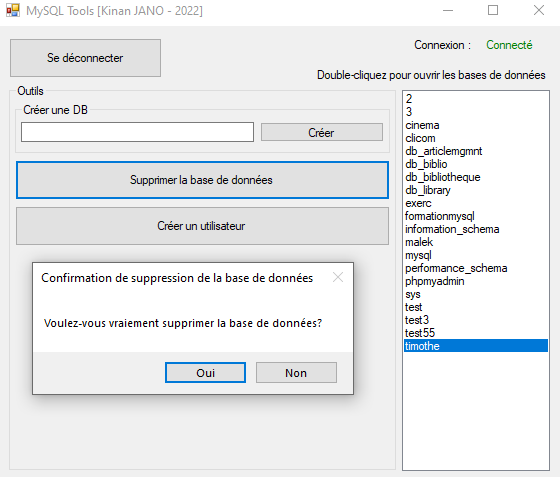 MySQL Tools [Kinan JANO - 2022]
Se déconnecter
Connexion : Connecté
Double-cliquez pour ouvrir les bases de données
Outils
Créer une DB
Créer
Supprimer la base de données
Créer un utilisateur
Confirmation de suppression de la base de données
Voulez-vous vraiement supprimer la base de données?
Oui Non
2
3
cinema
clicom
db_articlemgmnt
db_biblio
db_bibliotheque
db_library
exerc
formationmysql
information_schema
malek
mysql
performance_schema
phpmyadmin
sys
test
test3
test55
timothe